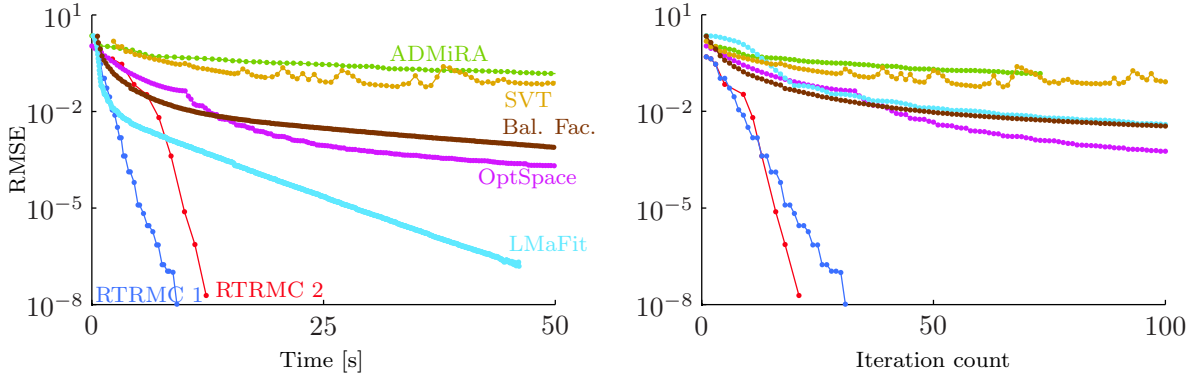 10^1
10^-2
10^-5
10^-8
RMSE
ADMiRA
SVT
Bal. Fac.
OptSpace
LMaFit
RTRMC 1
RTRMC 2
0
25
50
Time [s]
10^1
10^-2
10^-5
10^-8
0
50
100
Iteration count